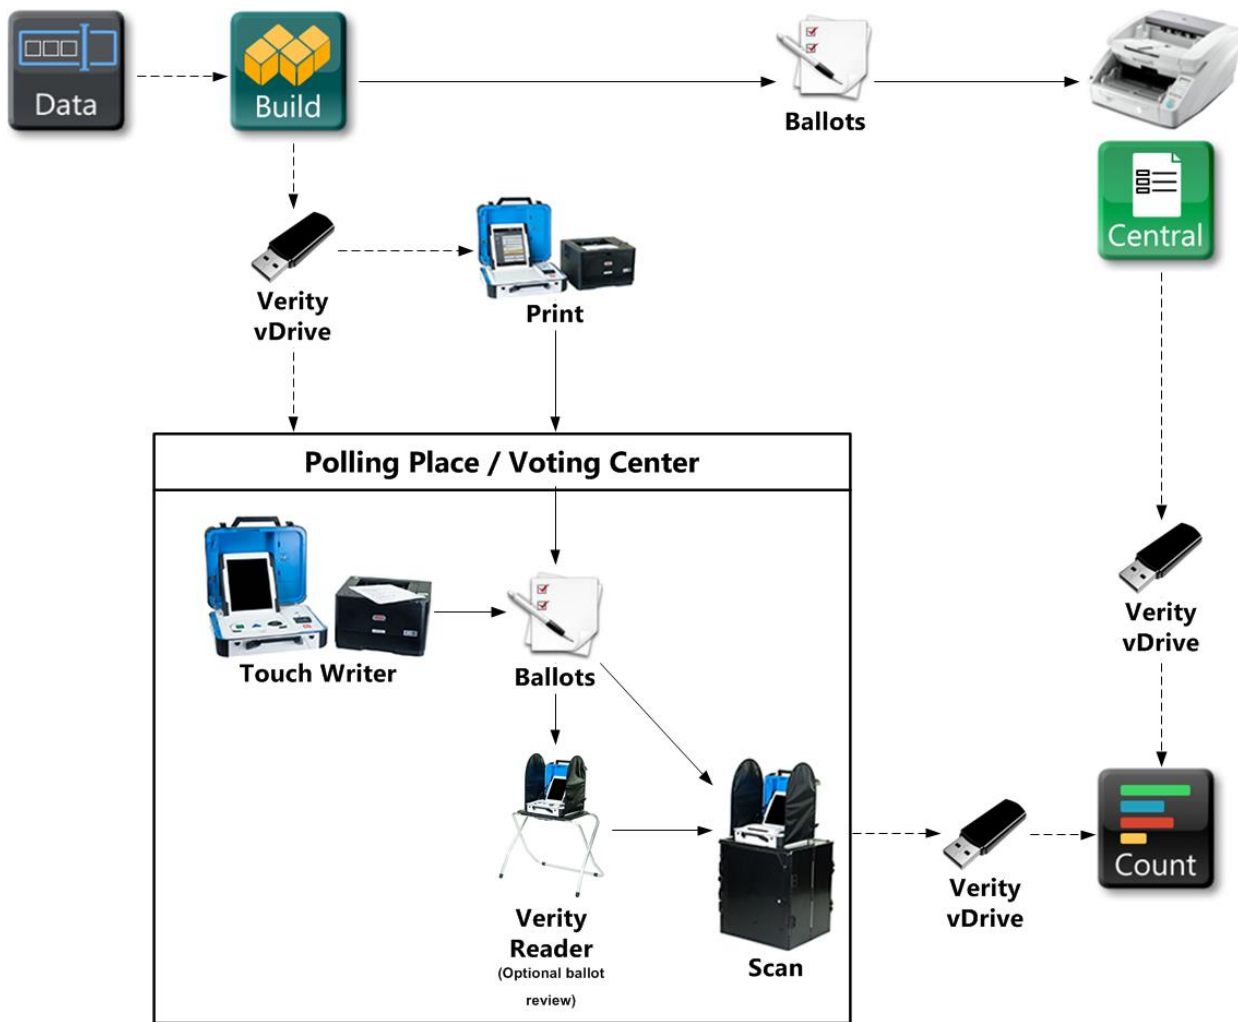 Data
Build
Ballots
Central
Verity
vDrive
Print
Polling Place / Voting Center
Touch Writer
Ballots
Verity
vDrive
Verity
Reader
(Optional ballot
review)
Scan
Verity
vDrive
Count